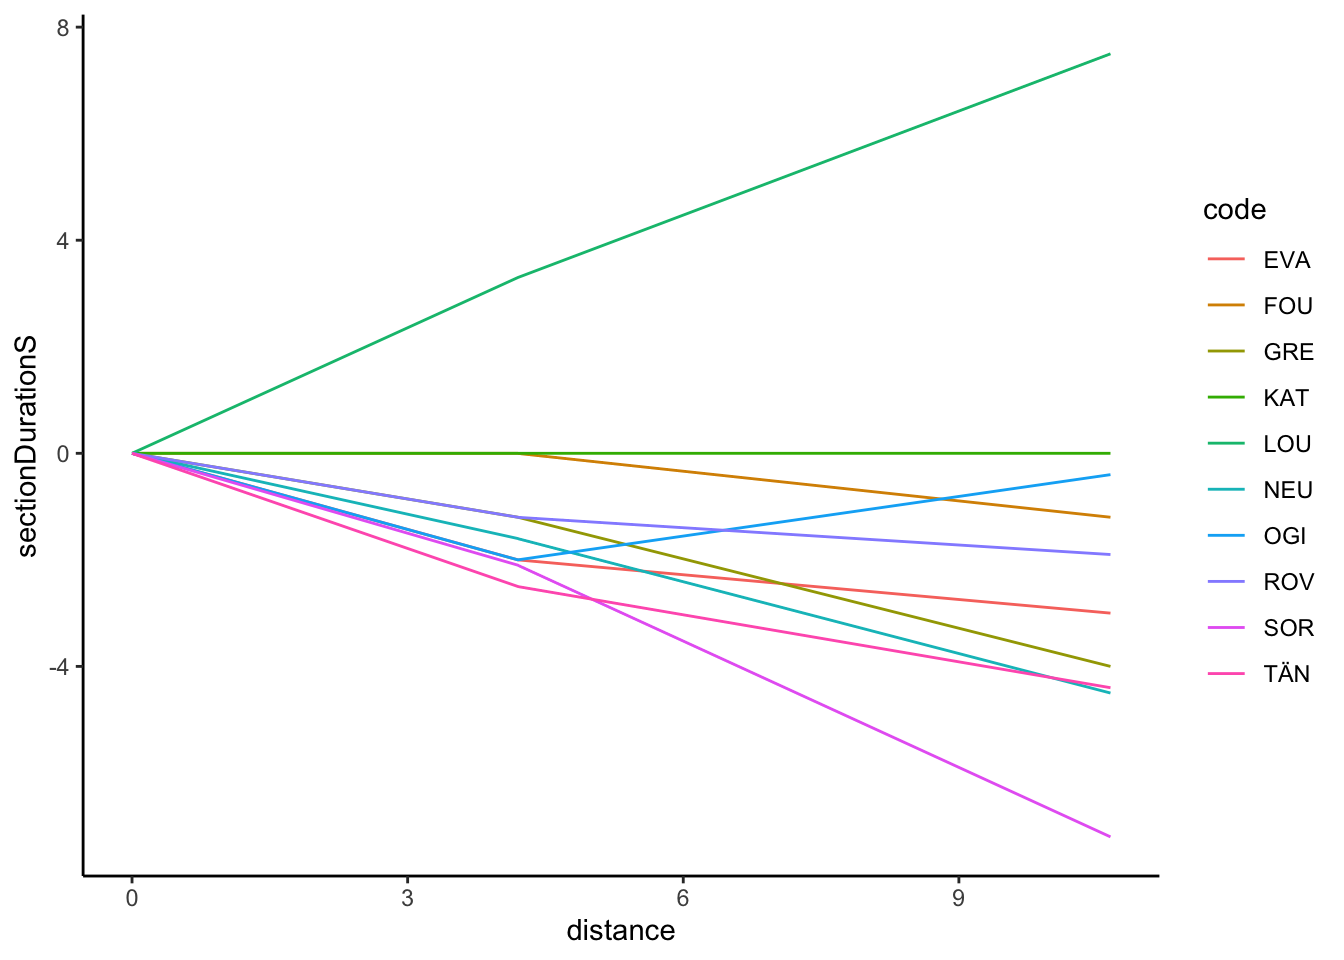 8
4
0
-4
sectionDurationS
0
3
6
9
distance
code
EVA
FOU
GRE
KAT
LOU
NEU
OGI
ROV
SOR
TÄN